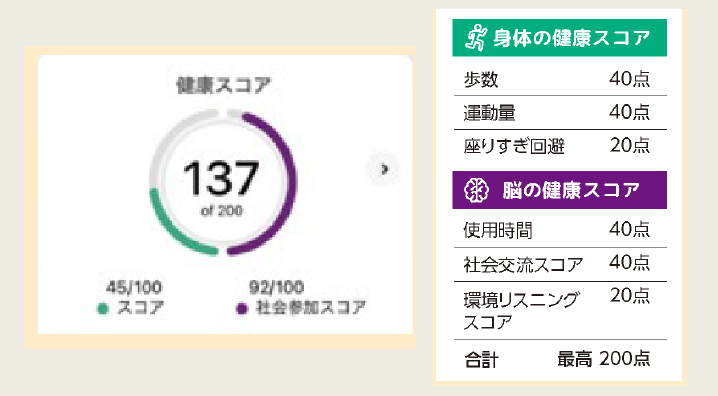 健康スコア
137
of 200
45/100
スコア
92/100
社会参加スコア
身体の健康スコア
歩数 40点
運動量 40点
座りすぎ回避 20点
脳の健康スコア
使用時間 40点
社会交流スコア 40点
環境リスニング 20点
スコア
合計 最高 200点